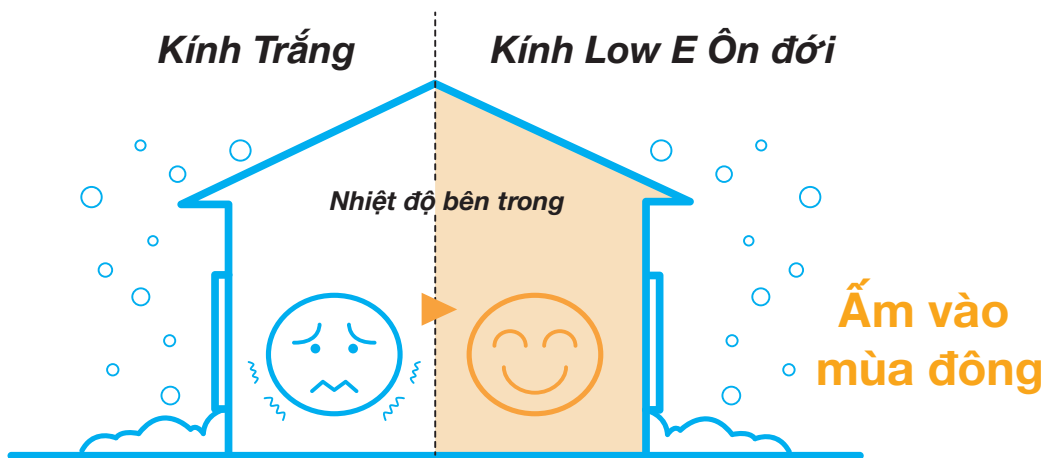 Kính Trắng
Kính Low E Ôn đới
Nhiệt độ bên trong
Ấm vào
mùa đông